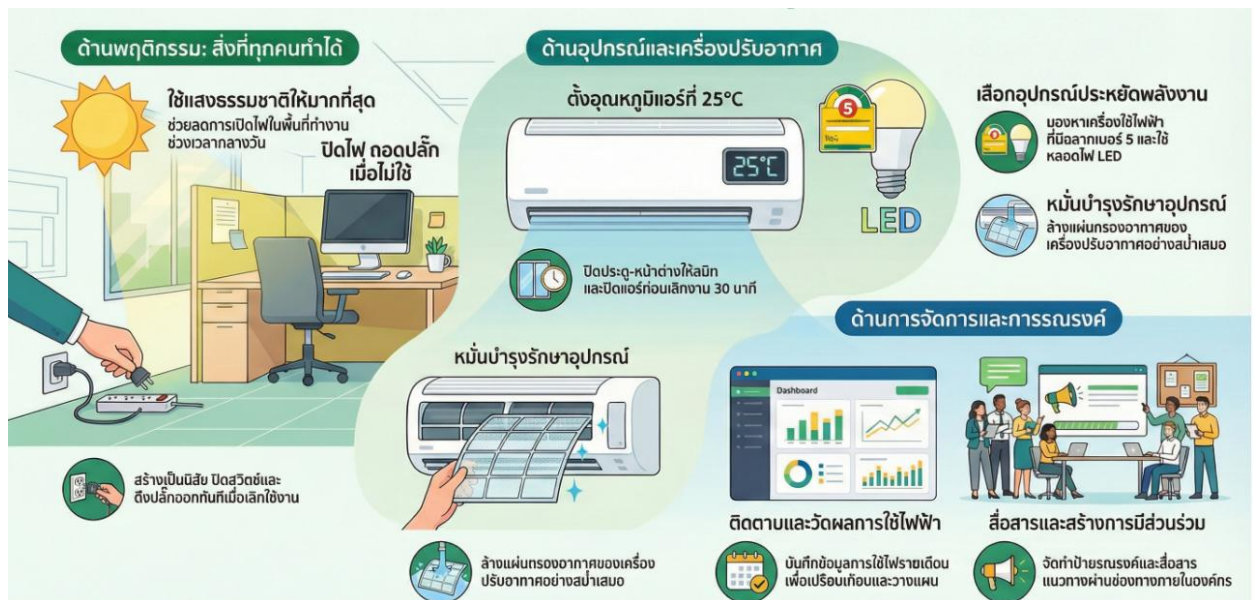 ด้านพฤติกรรม: สิ่งที่ทุกคนทำได้
ใช้แสงธรรมชาติให้มากที่สุด
ช่วยลดการเปิดไฟในพื้นที่ทำงาน
ช่วงเวลากลางวัน
ปิดไฟ ถอดปลั๊ก
เมื่อไม่ใช้
สร้างเป็นนิสัย ปิดสวิตช์และ
ดึงปลั๊กออกทันทีเมื่อเลิกใช้งาน
ด้านอุปกรณ์และเครื่องปรับอากาศ
ตั้งอุณหภูมิแอร์ที่ 25°C
25°C
5
LED
ปิดประตู-หน้าต่างให้สมิท
และปิดแอร์ท่อนเลิกงาน 30 นาที
หมั่นบำรุงรักษาอุปกรณ์
ล้างแผ่นตรองอากาศของเครื่อง
ปรับอากาศอย่างสม่ำเสมอ
เสือกอุปกรณ์ประหยัดพลังงาน
มองหาเครื่องใช้ไฟฟ้า
ที่มีฉลากเบอร์ 5 และใช้
หลอดไฟ LED
หมั่นบำรุงรักษาอุปกรณ์
ล้างแผ่นกรองอากาศของ
เครื่องปรับอากาศอย่างสม่ำเสมอ
ด้านการจัดการและการรณรงค์
Dashboard
ติดตามและวัดผลการใช้ไฟฟ้า
บันทึกข้อมูลการใช้ไฟรายเดือน
เพื่อเปรียบเทียบและวางแผน
สื่อสารและสร้างการมีส่วนร่วม
จัดทำป้ายรณรงค์และสื่อสาร
แนวทางผ่านช่องทางภายในองค์กร